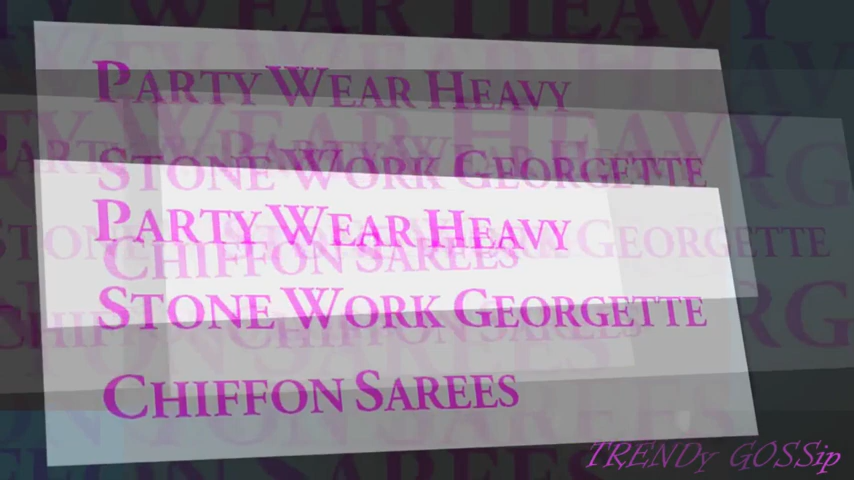 PARTY WEAR HEAVY
STONE WORK GEORGETTE
PARTY WEAR HEAVY
CHIFFON SAREES
STONE WORK GEORGETTE
CHIFFON SAREES
TRENDy GOSSip